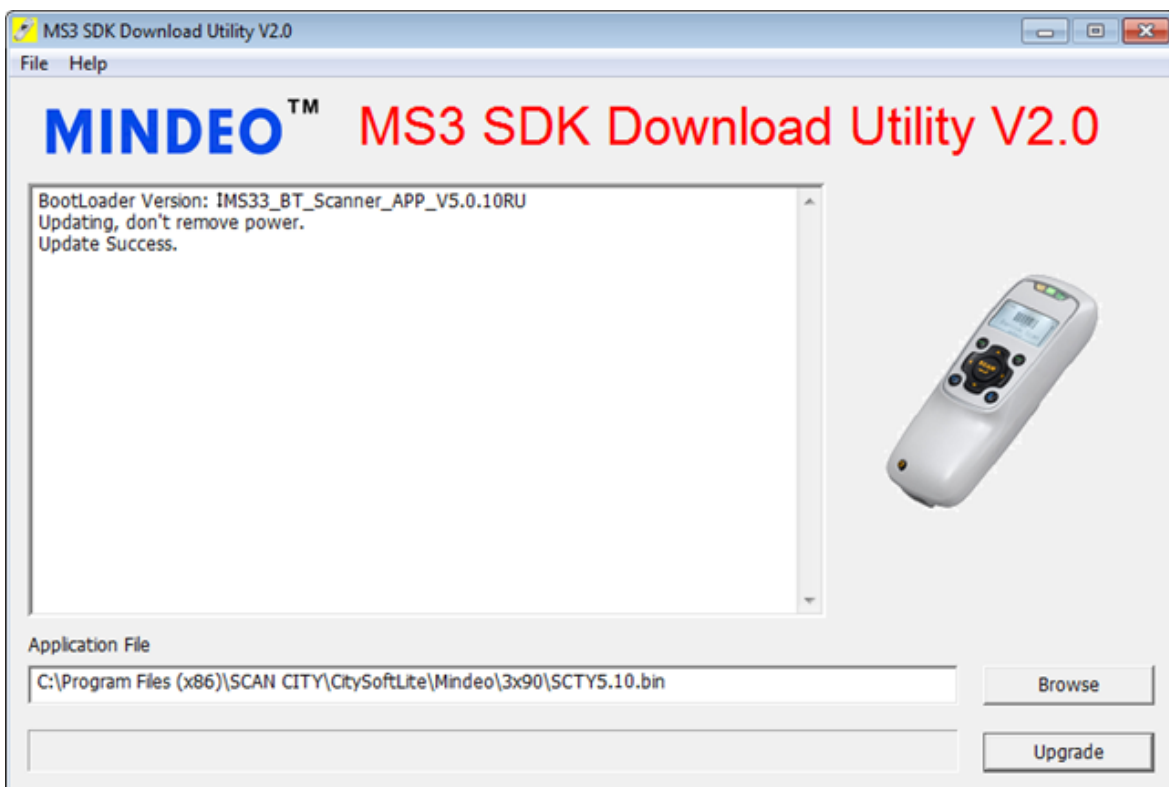 MS3 SDK Download Utility V2.0
File Help
MINDEO™ MS3 SDK Download Utility V2.0
BootLoader Version: IMS33_BT_Scanner_APP_V5.0.10RU
Updating, don't remove power.
Update Success.
Application File
C:\Program Files (x86)\SCAN CITY\CitySoftLite\Mindeo\3x90\SCTY5.10.bin
Browse
Upgrade